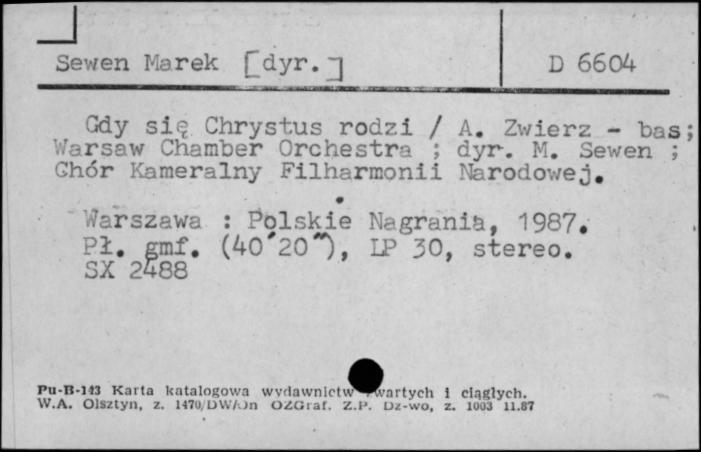 Sewen Marek [dyr.]
D 6604
Gdy się Chrystus rodzi / A. Zwierz - bas;
Warsaw Chamber Orchestra ; dyr. M. Sewen ;
Chór Kameralny Filharmonii Narodowej.
Warszawa : Polskie Nagrania, 1987.
Pł. gmf. (40'20"), LP 30, stereo.
SX 2488
Pu-B-143 Karta katalogowa wydawnictw zwartych i ciągłych.
W.A. Olsztyn, z. 1470/DW/Jn OZGraf. Z.P. Dz-wo, z. 1003 11.87